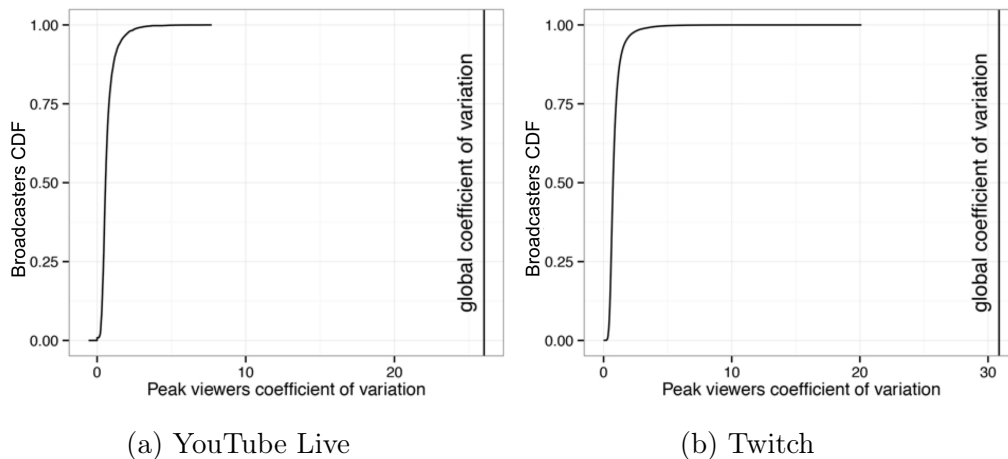 1.00
0.75
0.50
0.25
0.00
Broadcasters CDF
global coefficient of variation
0
10
20
Peak viewers coefficient of variation
(a) YouTube Live
1.00
0.75
0.50
0.25
0.00
Broadcasters CDF
global coefficient of variation
0
10
20
30
Peak viewers coefficient of variation
(b) Twitch